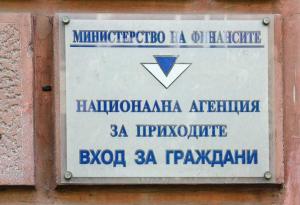 МИНИСТЕРСТВО НА ФИНАНСИТЕ
НАЦИОНАЛНА АГЕНЦИЯ
ЗА ПРИХОДИТЕ
ВХОД ЗА ГРАЖДАНИ